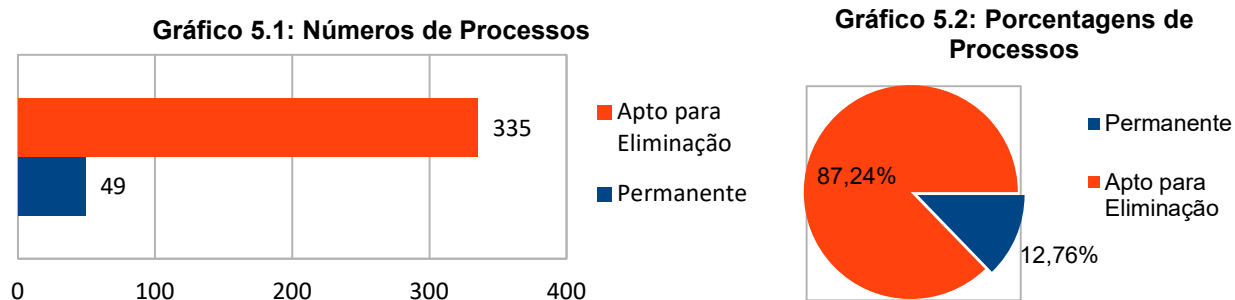 Gráfico 5.1: Números de Processos
335
49
0 100 200 300 400
Apto para
Eliminação
Permanente
Gráfico 5.2: Porcentagens de
Processos
87,24%
12,76%
Permanente
Apto para
Eliminação